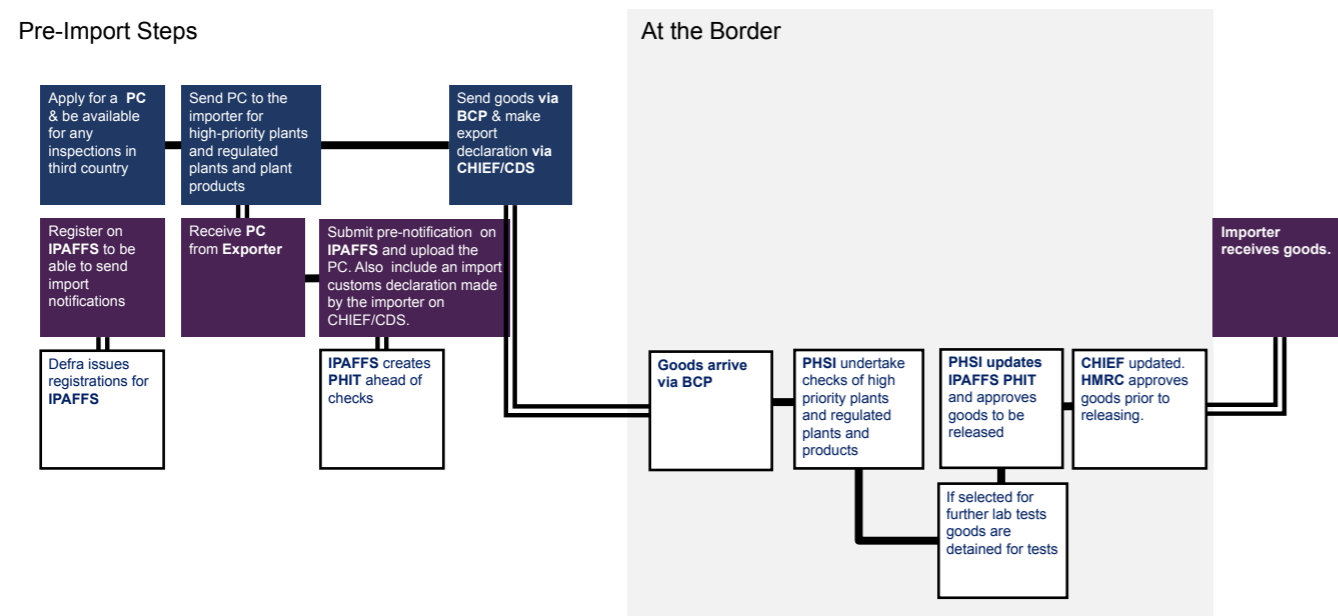 Pre-Import Steps
At the Border
Apply for a PC
& be available
for any
inspections in
third country
Send PC to the
importer for
high-priority plants
and regulated
plants and plant
products
Send goods via
BCP & make
export
declaration via
CHIEF/CDS
Register on
IPAFFS to be
able to send
import
notifications
Receive PC
from Exporter
Submit pre-notification on
IPAFFS and upload the
PC. Also include an import
customs declaration made
by the importer on
CHIEF/CDS.
Importer
receives goods.
Defra issues
registrations for
IPAFFS
IPAFFS creates
PHIT ahead of
checks
Goods arrive
via BCP
PHSI undertake
checks of high
priority plants
and regulated
plants and
products
PHSI updates
IPAFFS PHIT
and approves
goods to be
released
CHIEF updated.
HMRC approves
goods prior to
releasing.
If selected for
further lab tests
goods are
detained for tests